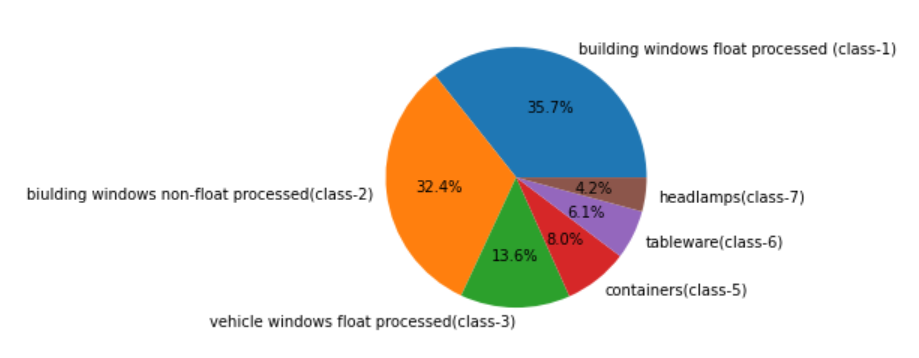 building windows float processed (class-1)
35.7%
biulding windows non-float processed(class-2)
32.4%
4.2%
headlamps(class-7)
6.1%
tableware(class-6)
8.0%
13.6%
containers(class-5)
vehicle windows float processed(class-3)